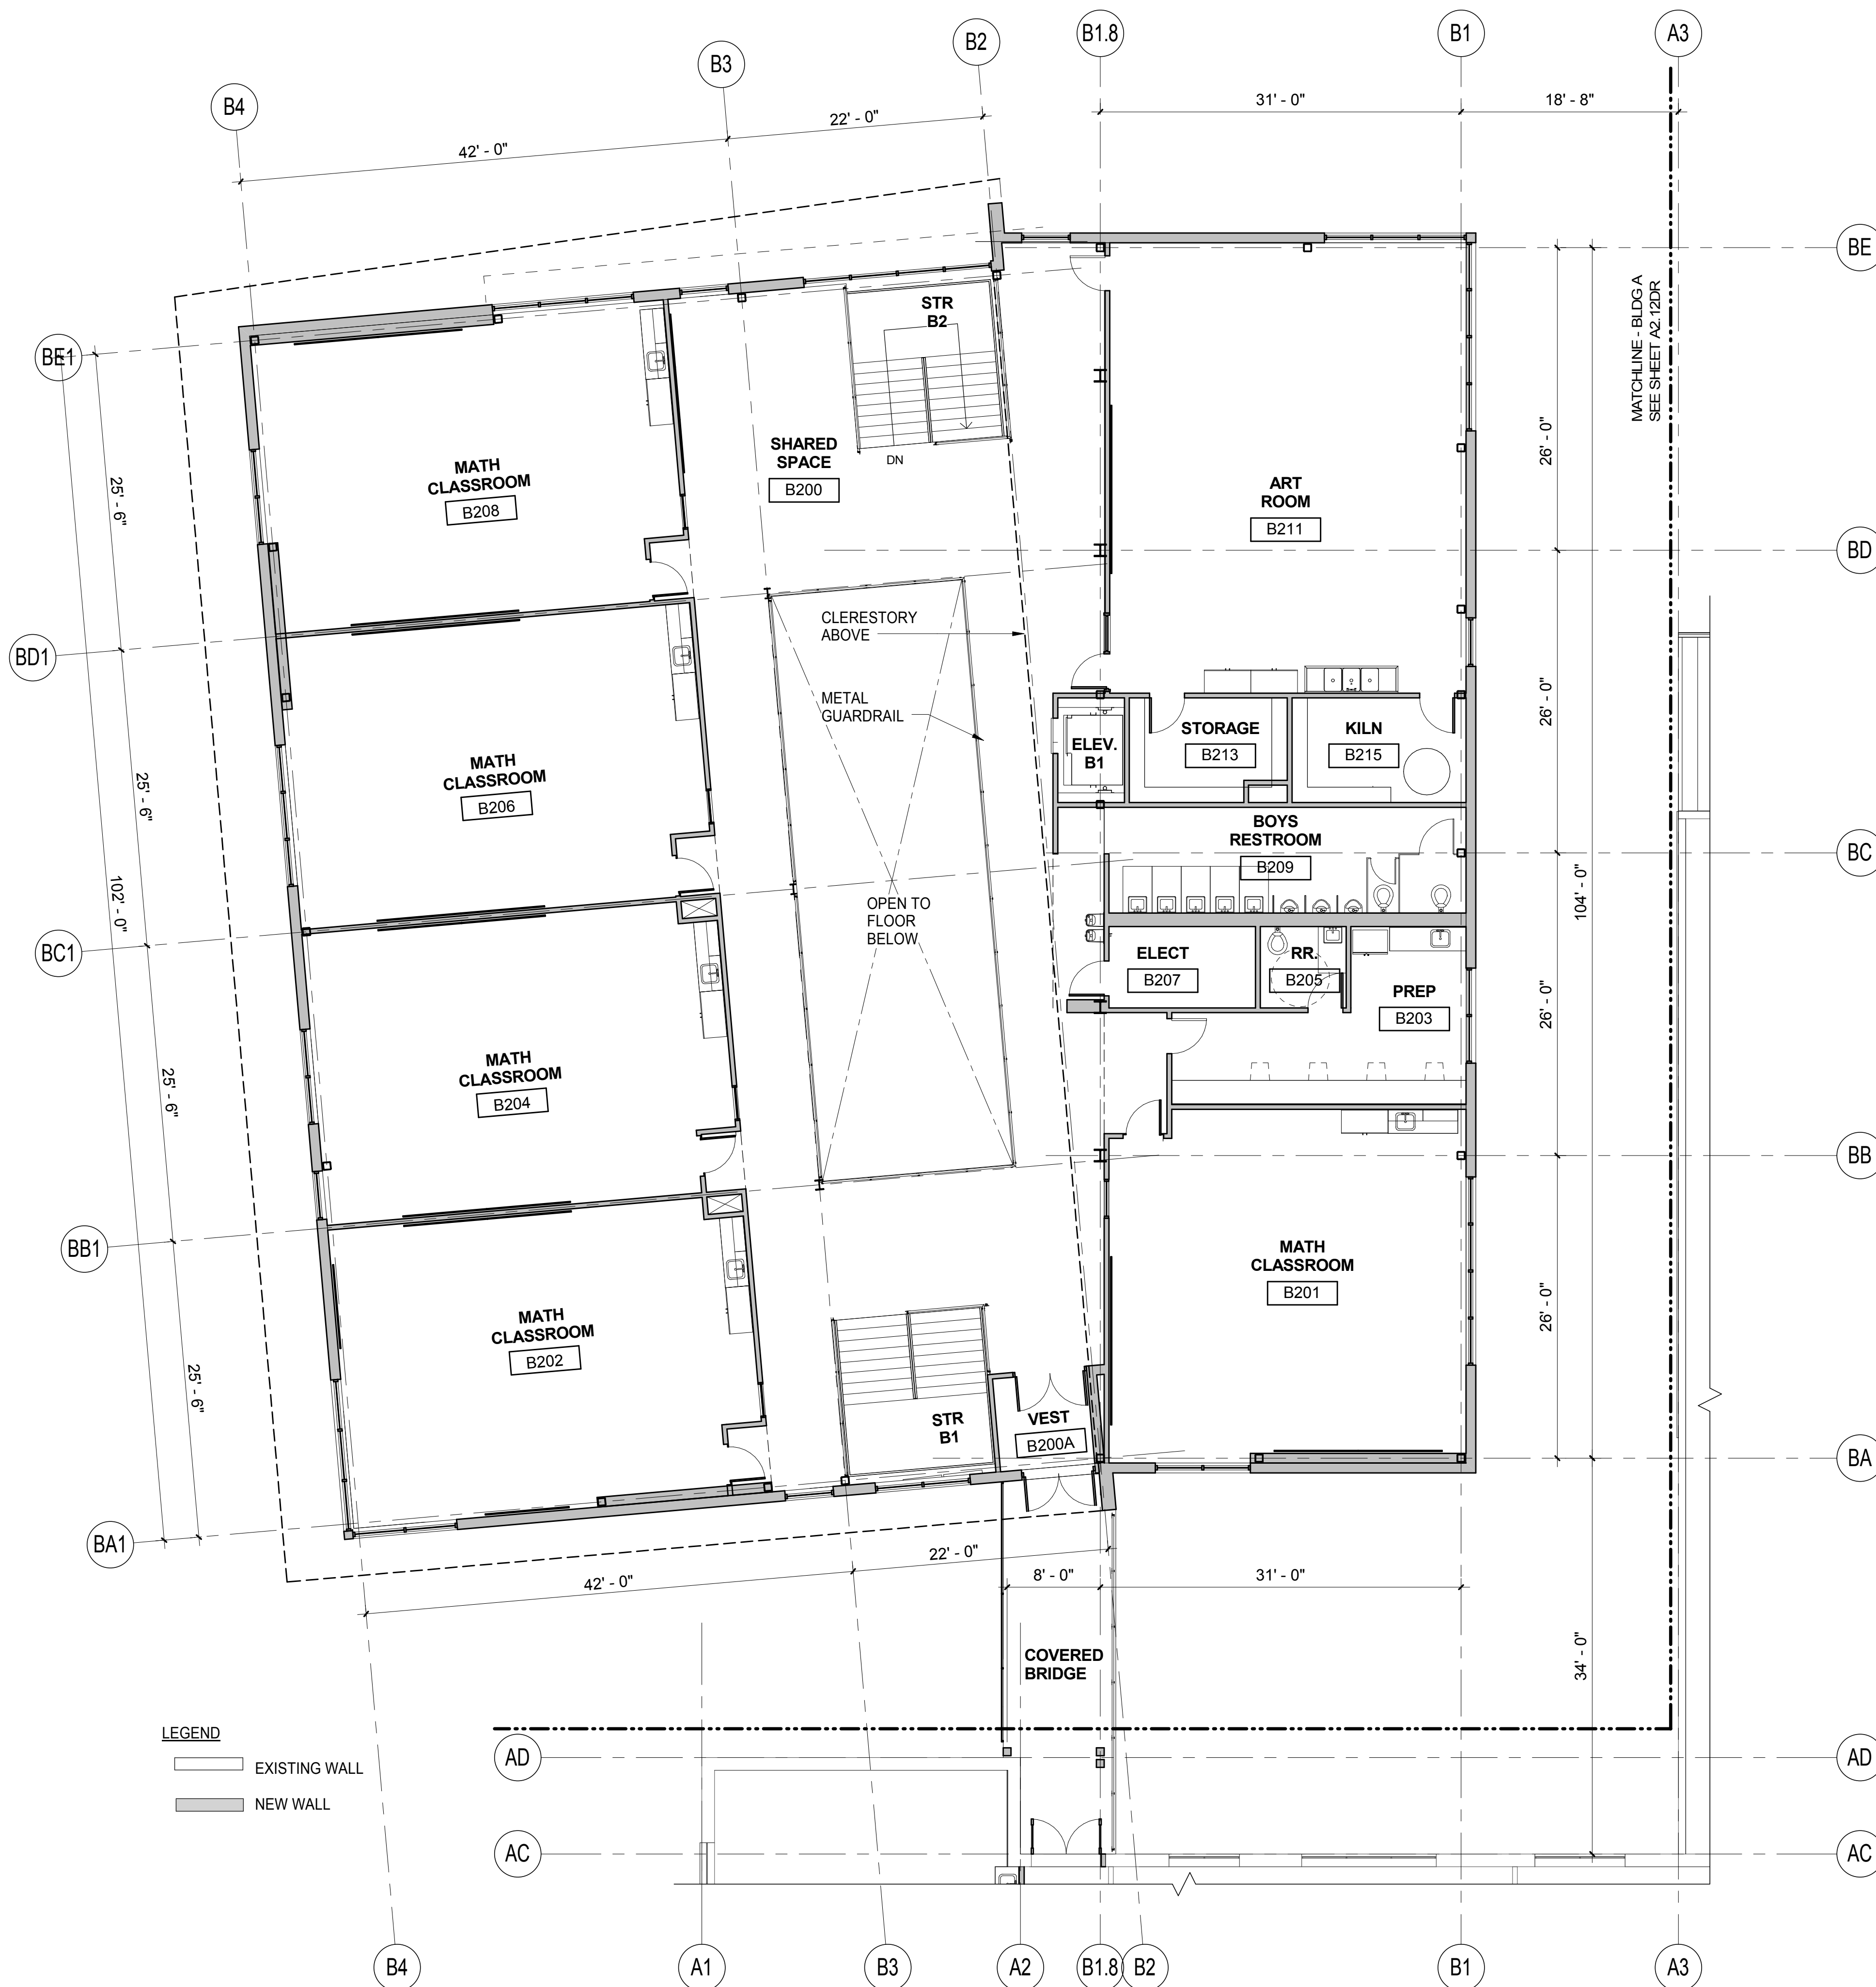 B4
B3
B2
B1.8
B1
A3
42' - 0"
22' - 0"
31' - 0"
18' - 8"
BE
BE1
STR
B2
DN
SHARED
SPACE
B200
MATH
CLASSROOM
B208
ART
ROOM
B211
MATCHLINE - BLDG A
SEE SHEET A2.12DR
26' - 0"
25' - 6"
BD
BD1
CLERESTORY
ABOVE
METAL
GUARDRAIL
ELEV.
B1
STORAGE
B213
KILN
B215
26' - 0"
MATH
CLASSROOM
B206
25' - 6"
BOYS
RESTROOM
B209
BC
102' - 0"
104' - 0"
OPEN TO
FLOOR
BELOW
BC1
ELECT
B207
RR.
B205
PREP
B203
26' - 0"
MATH
CLASSROOM
B204
25' - 6"
BB
BB1
MATH
CLASSROOM
B201
26' - 0"
MATH
CLASSROOM
B202
25' - 6"
STR
B1
VEST
B200A
BA
BA1
42' - 0"
22' - 0"
8' - 0"
31' - 0"
COVERED
BRIDGE
34' - 0"
LEGEND
EXISTING WALL
NEW WALL
AD
AD
AC
AC
B4
A1
B3
A2
B1.8
B2
B1
A3